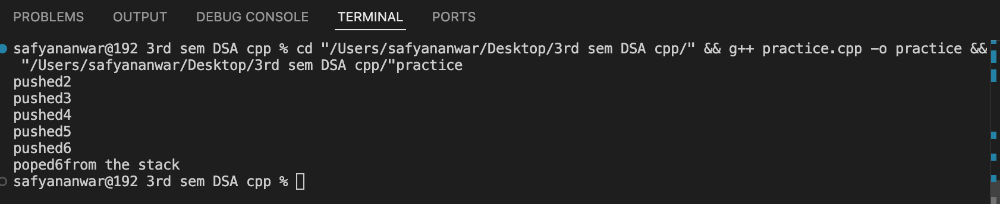 PROBLEMS OUTPUT DEBUG CONSOLE TERMINAL PORTS
safyananwar@192 3rd sem DSA cpp % cd "/Users/safyananwar/Desktop/3rd sem DSA cpp/" && g++ practice.cpp -o practice &&
"/Users/safyananwar/Desktop/3rd sem DSA cpp/"practice
pushed2
pushed3
pushed4
pushed5
pushed6
poped6from the stack
safyananwar@192 3rd sem DSA cpp %